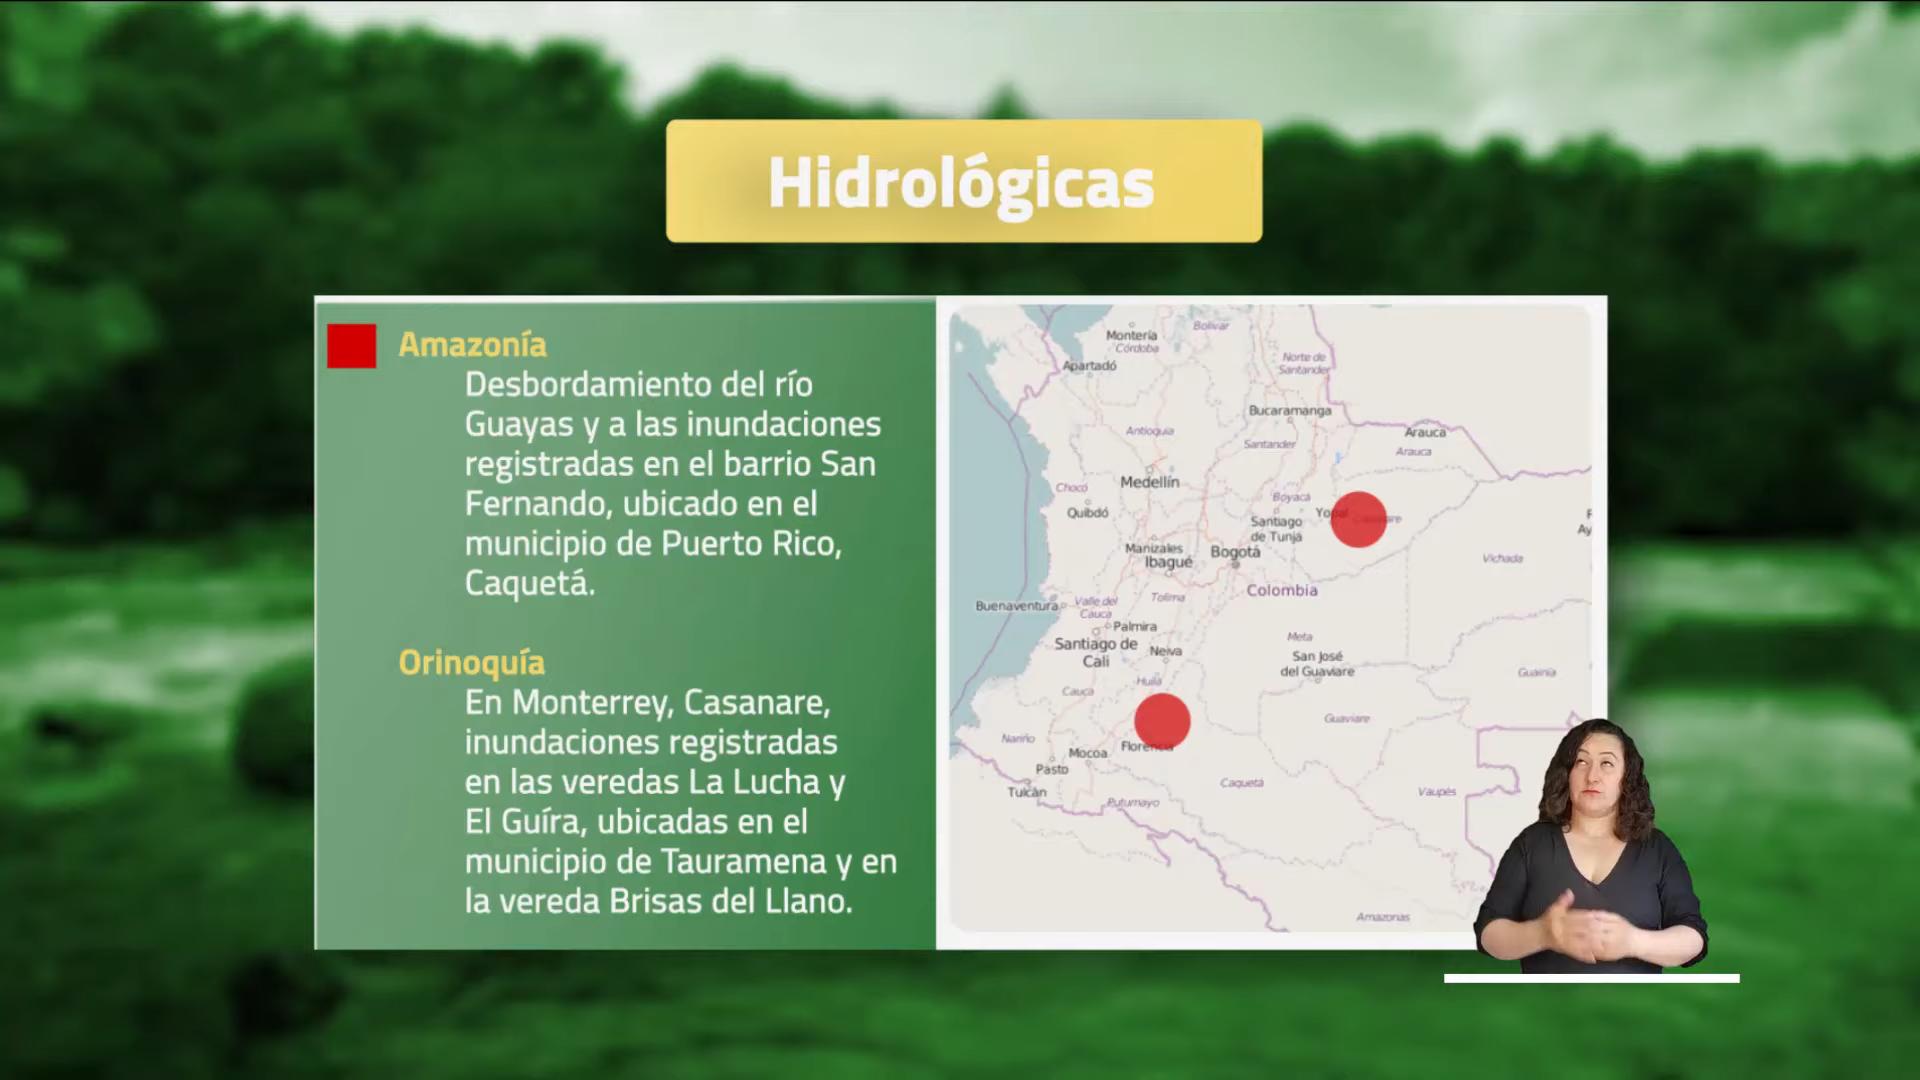 Hidrológicas
Amazonía
Desbordamiento del río
Guayas y a las inundaciones
registradas en el barrio San
Fernando, ubicado en el
municipio de Puerto Rico,
Caquetá.
Orinoquía
En Monterrey, Casanare,
inundaciones registradas
en las veredas La Lucha y
El Guíra, ubicadas en el
municipio de Tauramena y en
la vereda Brisas del Llano.
Bolívar
Montería
Córdoba
Apartadó
Norte de
Santander
Bucaramanga
Antioquia
Santander
Arauca
Arauca
Medellín
Chocó
Quibdó
Boyacá
Santiago
de Tunja
Manizales
Ibagué
Bogotá
Vichada
Colombia
Buenaventura
Valle del
Cauca
Tolima
Palmira
Santiago de
Cali
Neiva
Meta
San José
del Guaviare
Huila
Cauca
Guainía
Guaviare
Nariño
Mocoa
Pasto
Tulcán
Caquetá
Putumayo
Vaupés
Amazonas